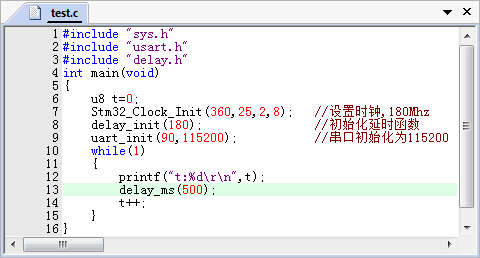 test.c
1 #include "sys.h"
2 #include "usart.h"
3 #include "delay.h"
4 int main(void)
5 {
6 u8 t=0;
7 Stm32_Clock_Init(360,25,2,8); //设置时钟,180Mhz
8 delay_init(180); //初始化延时函数
9 uart_init(90,115200); //串口初始化为115200
10 while(1)
11 {
12 printf("t:%d\r\n",t);
13 delay_ms(500);
14 t++;
15 }
16 }